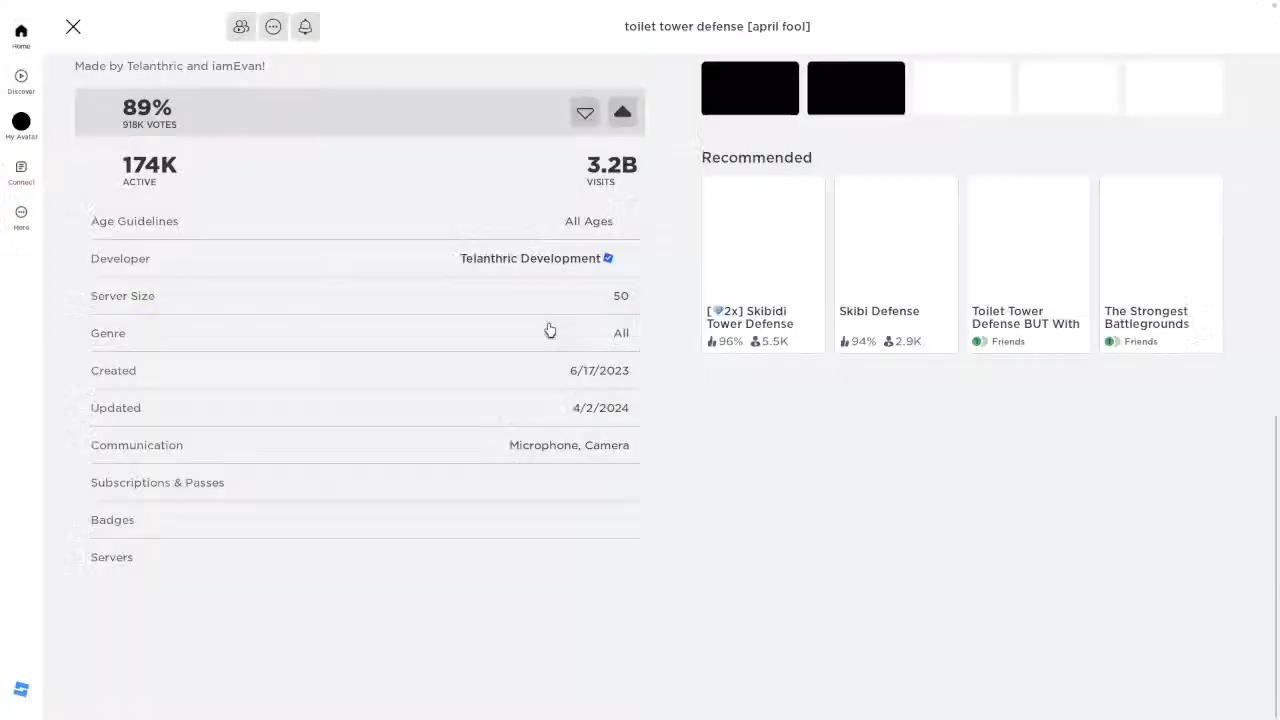 toilet tower defense [april fool]
Home
Discover
My Avatar
Connect
More
Made by Telanthric and iamEvan!
89%
918K VOTES
174K
ACTIVE
3.2B
VISITS
Age Guidelines All Ages
Developer Telanthric Development
Server Size 50
Genre All
Created 6/17/2023
Updated 4/2/2024
Communication Microphone, Camera
Subscriptions & Passes
Badges
Servers
Recommended
[💎2x] Skibidi
Tower Defense
96% 5.5K
Skibi Defense
94% 2.9K
Toilet Tower
Defense BUT With
Friends
The Strongest
Battlegrounds
Friends